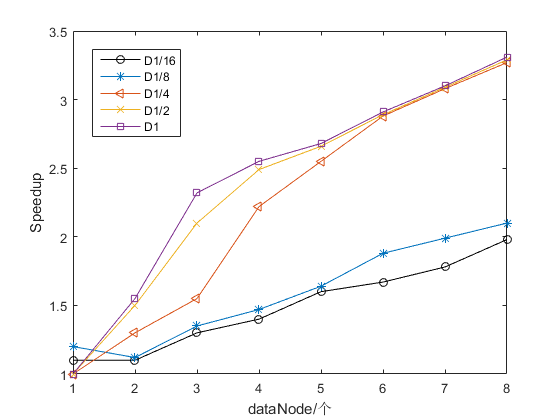 3.5
3
2.5
2
1.5
1
Speedup
D1/16
D1/8
D1/4
D1/2
D1
1 2 3 4 5 6 7 8
dataNode/个